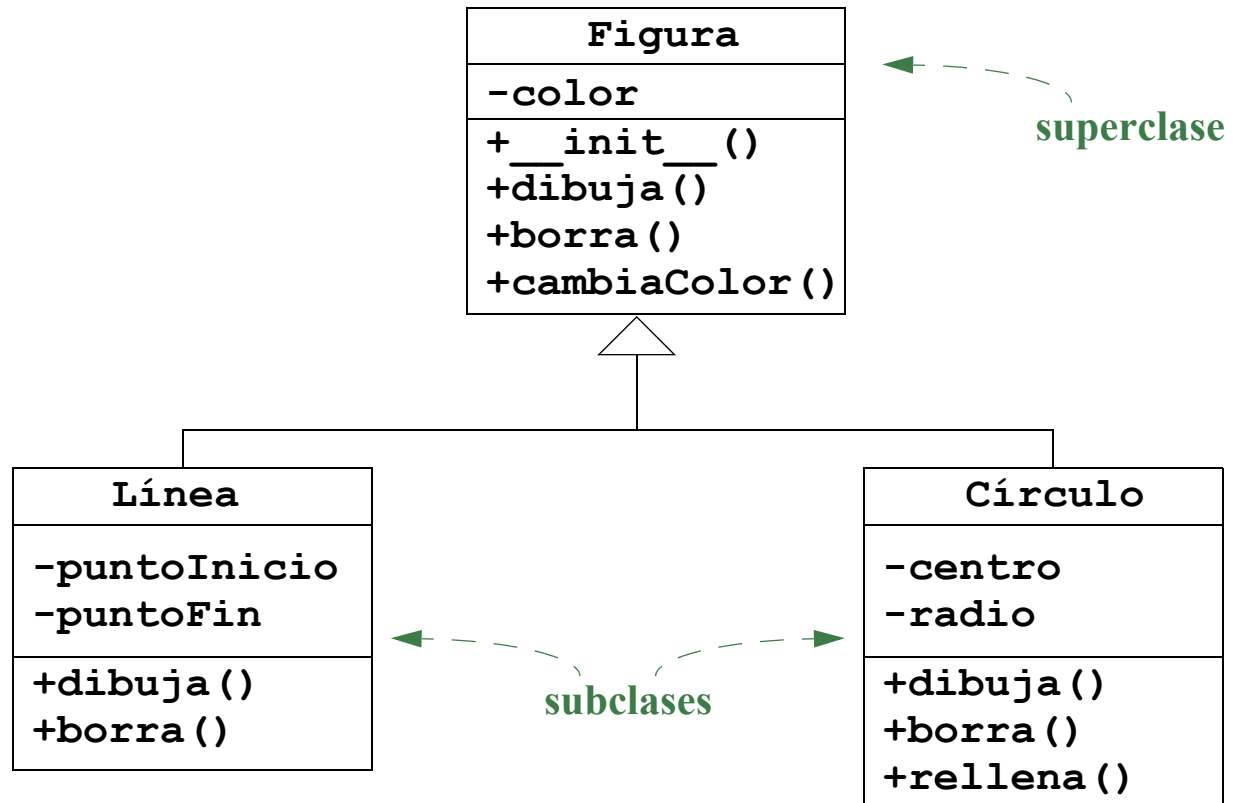 Figura
-color
+__init__()
+dibuja()
+borra()
+cambiaColor()
superclase
Línea
-puntoInicio
-puntoFin
+dibuja()
+borra()
subclases
Círculo
-centro
-radio
+dibuja()
+borra()
+rellena()